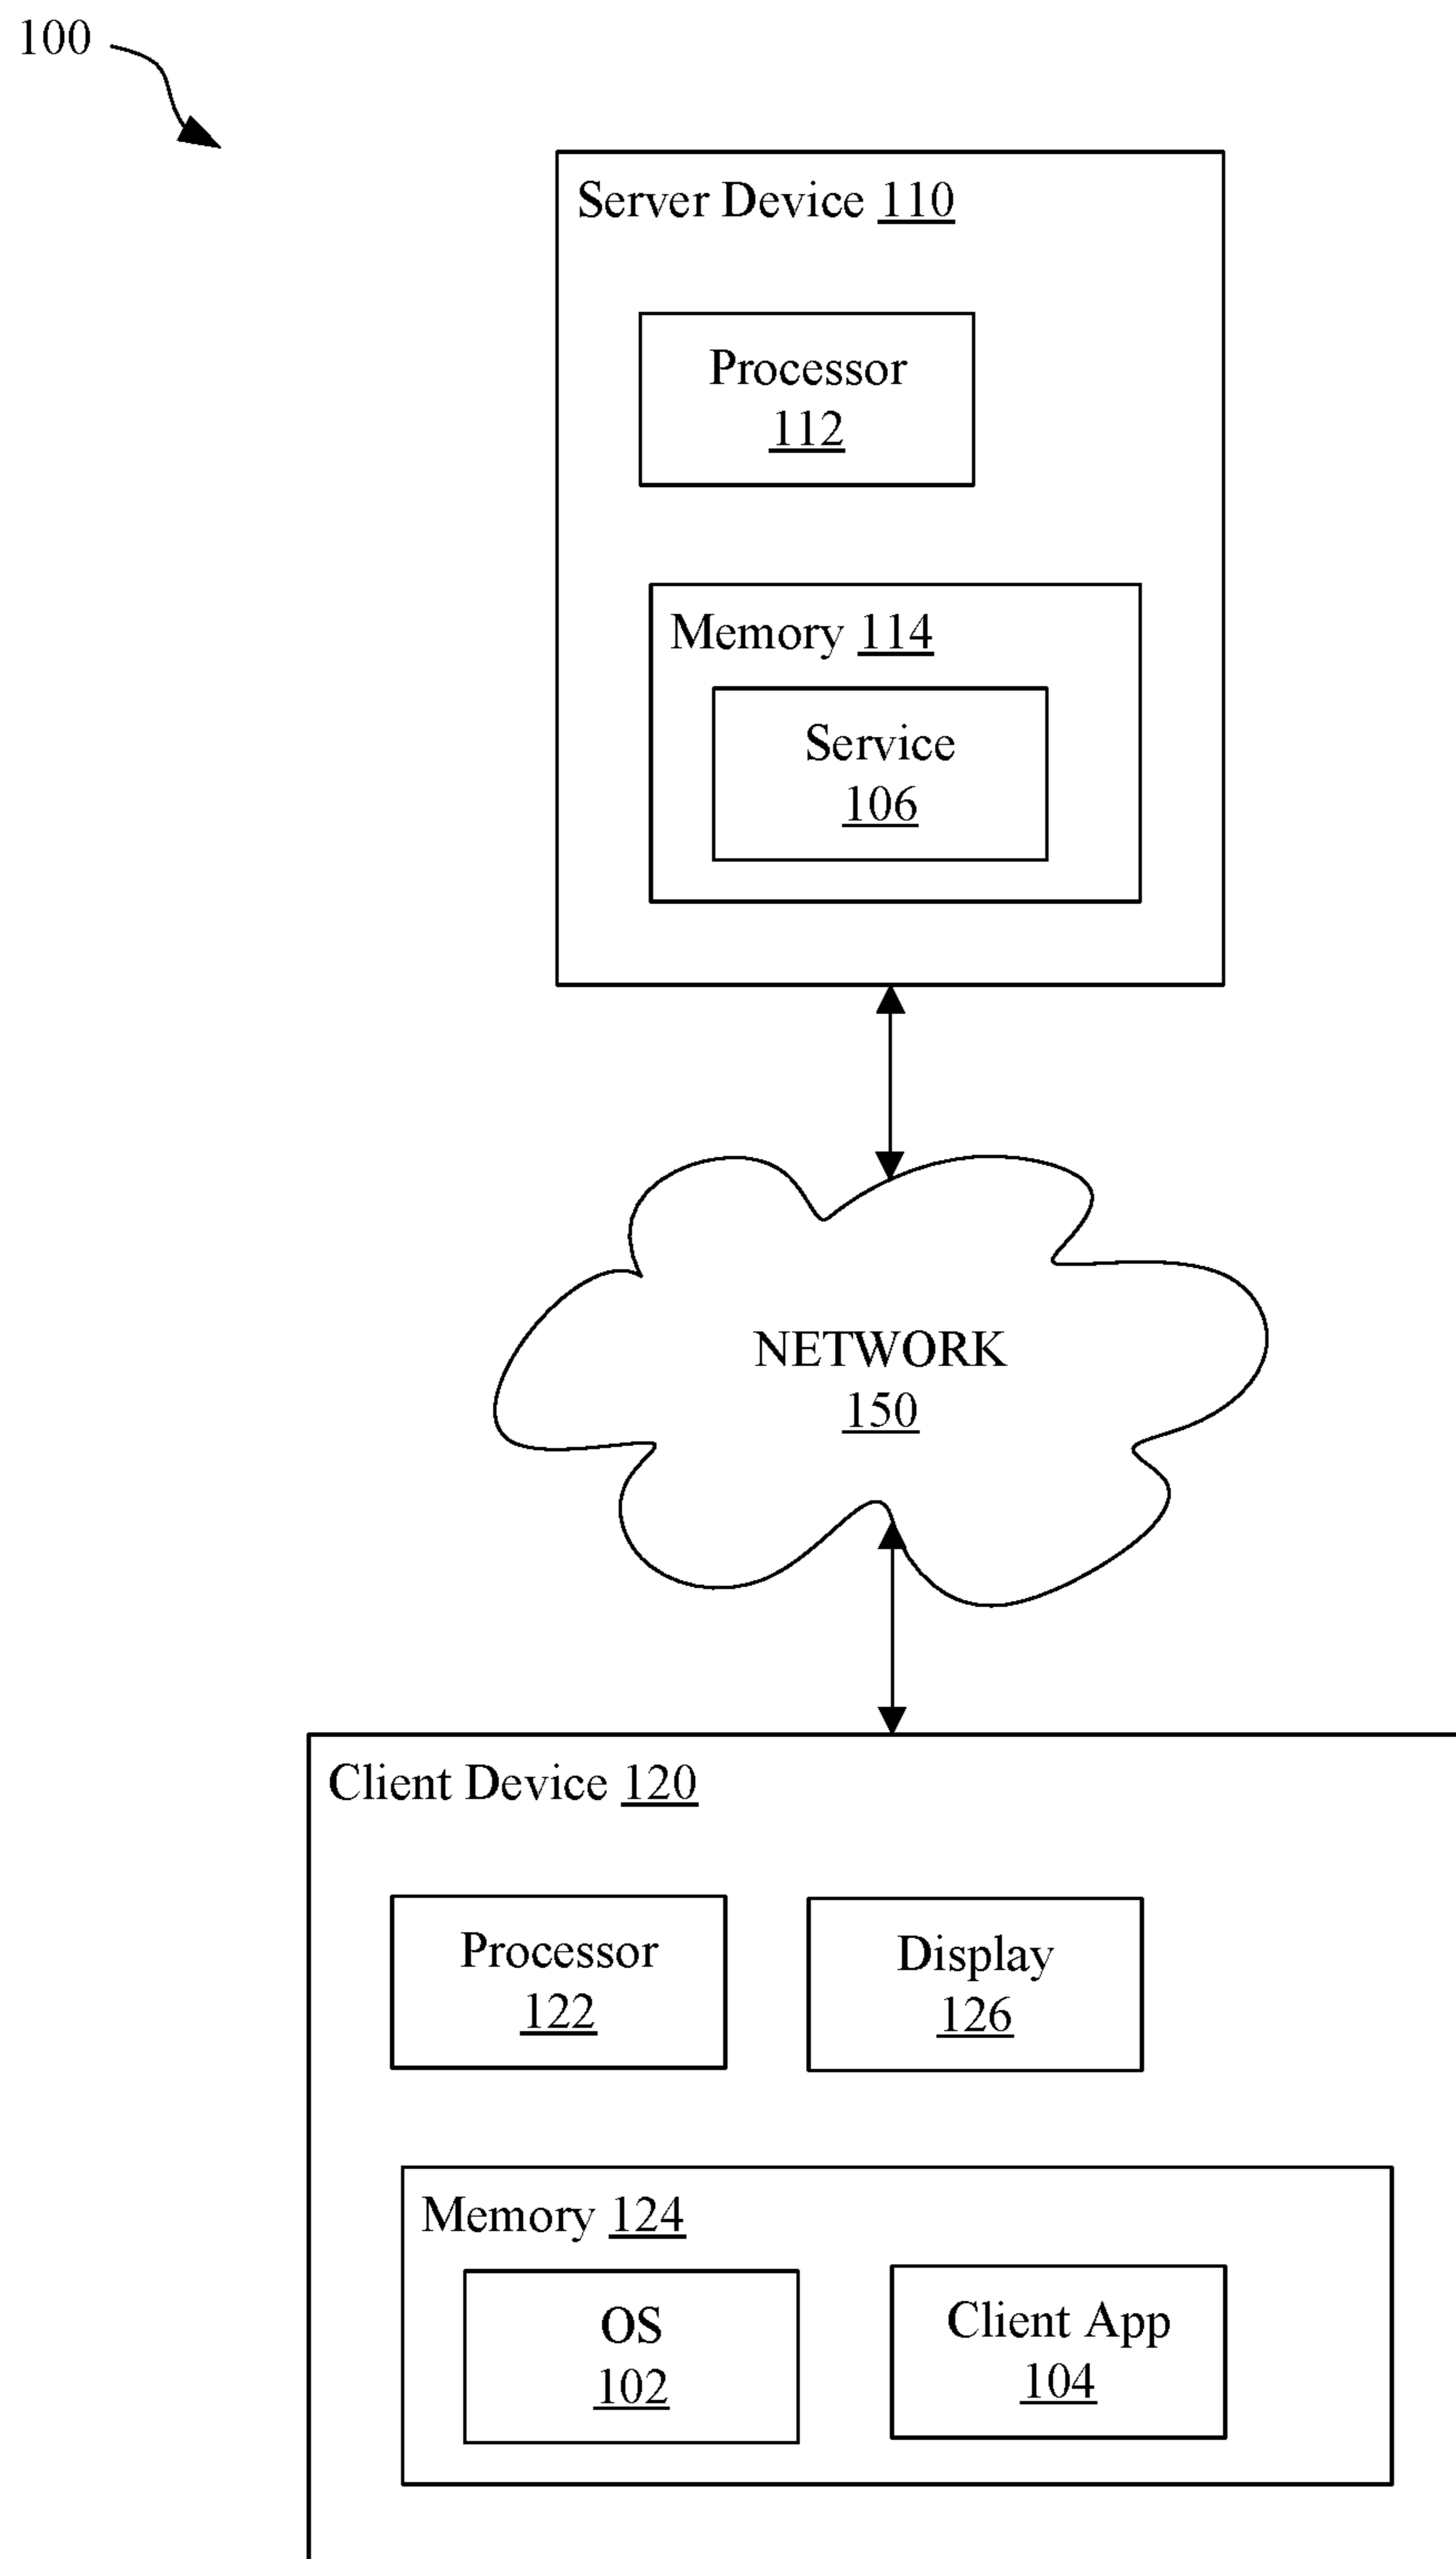 100
Server Device 110
Processor
112
Memory 114
Service
106
NETWORK
150
Client Device 120
Processor
122
Display
126
Memory 124
OS
102
Client App
104